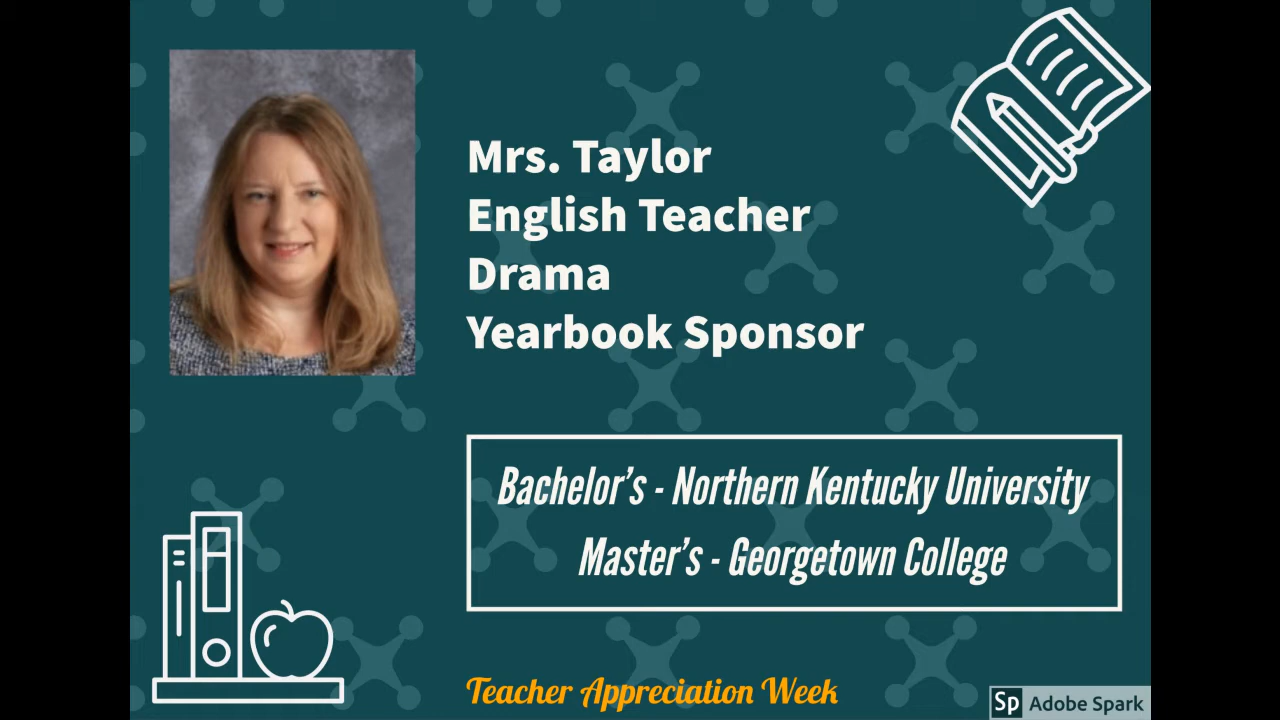 Mrs. Taylor
English Teacher
Drama
Yearbook Sponsor
Bachelor's - Northern Kentucky University
Master's - Georgetown College
Teacher Appreciation Week
Sp Adobe Spark